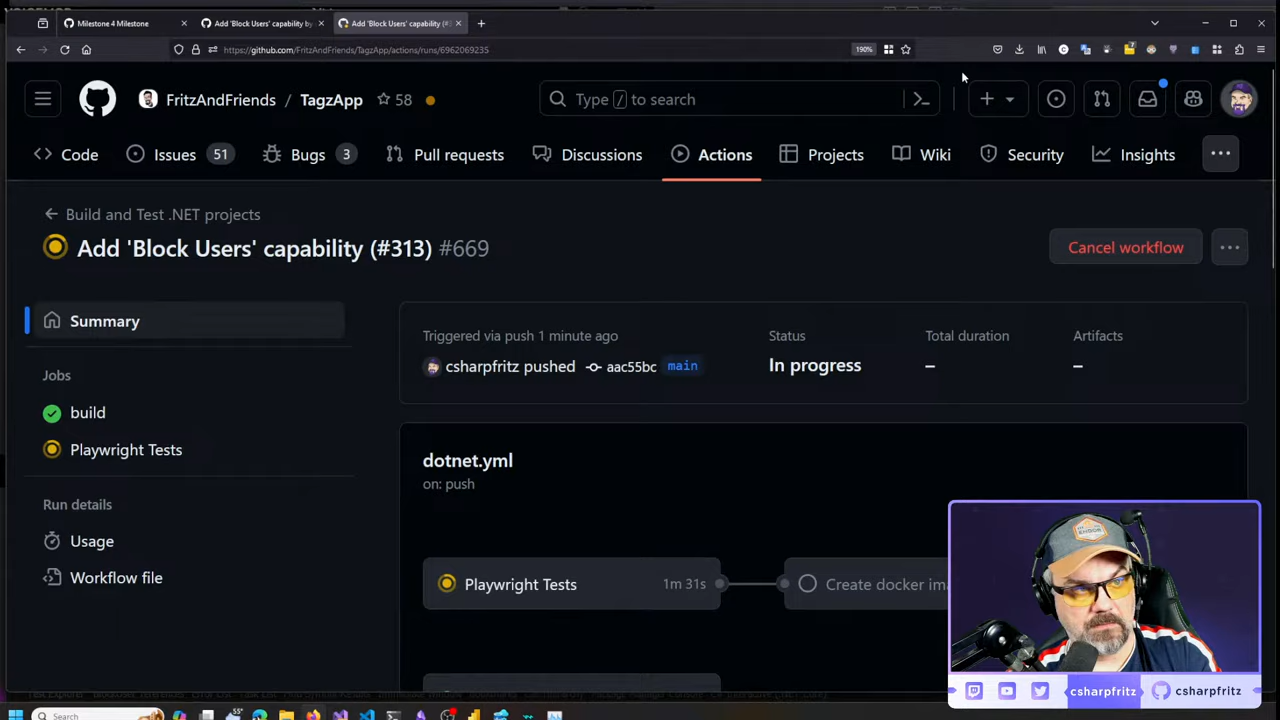 Milestone 4 Milestone
Add 'Block Users' capability by
Add 'Block Users' capability (#
https://github.com/FritzAndFriends/TagzApp/actions/runs/6962069235
190%
FritzAndFriends / TagzApp 58
Type / to search
Code
Issues 51
Bugs 3
Pull requests
Discussions
Actions
Projects
Wiki
Security
Insights
Build and Test .NET projects
Add 'Block Users' capability (#313) #669
Cancel workflow
Summary
Jobs
build
Playwright Tests
Run details
Usage
Workflow file
Triggered via push 1 minute ago
csharpfritz pushed aac55bc main
Status
In progress
Total duration
–
Artifacts
–
dotnet.yml
on: push
Playwright Tests 1m 31s
Create docker ima
csharpfritz
csharpfritz
Search